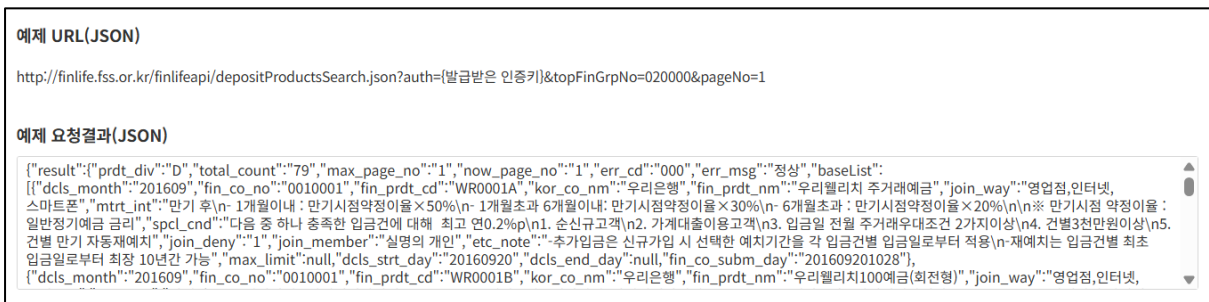 예제 URL(JSON)
http://finlife.fss.or.kr/finlifeapi/depositProductsSearch.json?auth={발급받은 인증키}&topFinGrpNo=020000&pageNo=1
예제 요청결과(JSON)
{"result":{"prdt_div":"D","total_count":"79","max_page_no":"1","now_page_no":"1","err_cd":"000","err_msg":"정상","baseList":
[{"dcls_month":"201609","fin_co_no":"0010001","fin_prdt_cd":"WR0001A","kor_co_nm":"우리은행","fin_prdt_nm":"우리웰리치 주거래예금","join_way":"영업점,인터넷,
스마트폰","mtrt_int":"만기 후\n- 1개월이내 : 만기시점약정이율×50%\n- 1개월초과 6개월이내: 만기시점약정이율×30%\n- 6개월초과 : 만기시점약정이율×20%\n\n※ 만기시점 약정이율 :
일반정기예금 금리","spcl_cnd":"다음 중 하나 충족한 입금건에 대해  최고 연0.2%p\n1. 순신규고객\n2. 가계대출이용고객\n3. 입금일 전월 주거래우대조건 2가지이상\n4. 건별3천만원이상\n5.
건별 만기 자동재예치","join_deny":"1","join_member":"실명의 개인","etc_note":"-추가입금은 신규가입 시 선택한 예치기간을 각 입금건별 입금일로부터 적용\n-재예치는 입금건별 최초
입금일로부터 최장 10년간 가능","max_limit":null,"dcls_strt_day":"20160920","dcls_end_day":null,"fin_co_subm_day":"201609201028"},
{"dcls_month":"201609","fin_co_no":"0010001","fin_prdt_cd":"WR0001B","kor_co_nm":"우리은행","fin_prdt_nm":"우리웰리치100예금(회전형)","join_way":"영업점,인터넷,